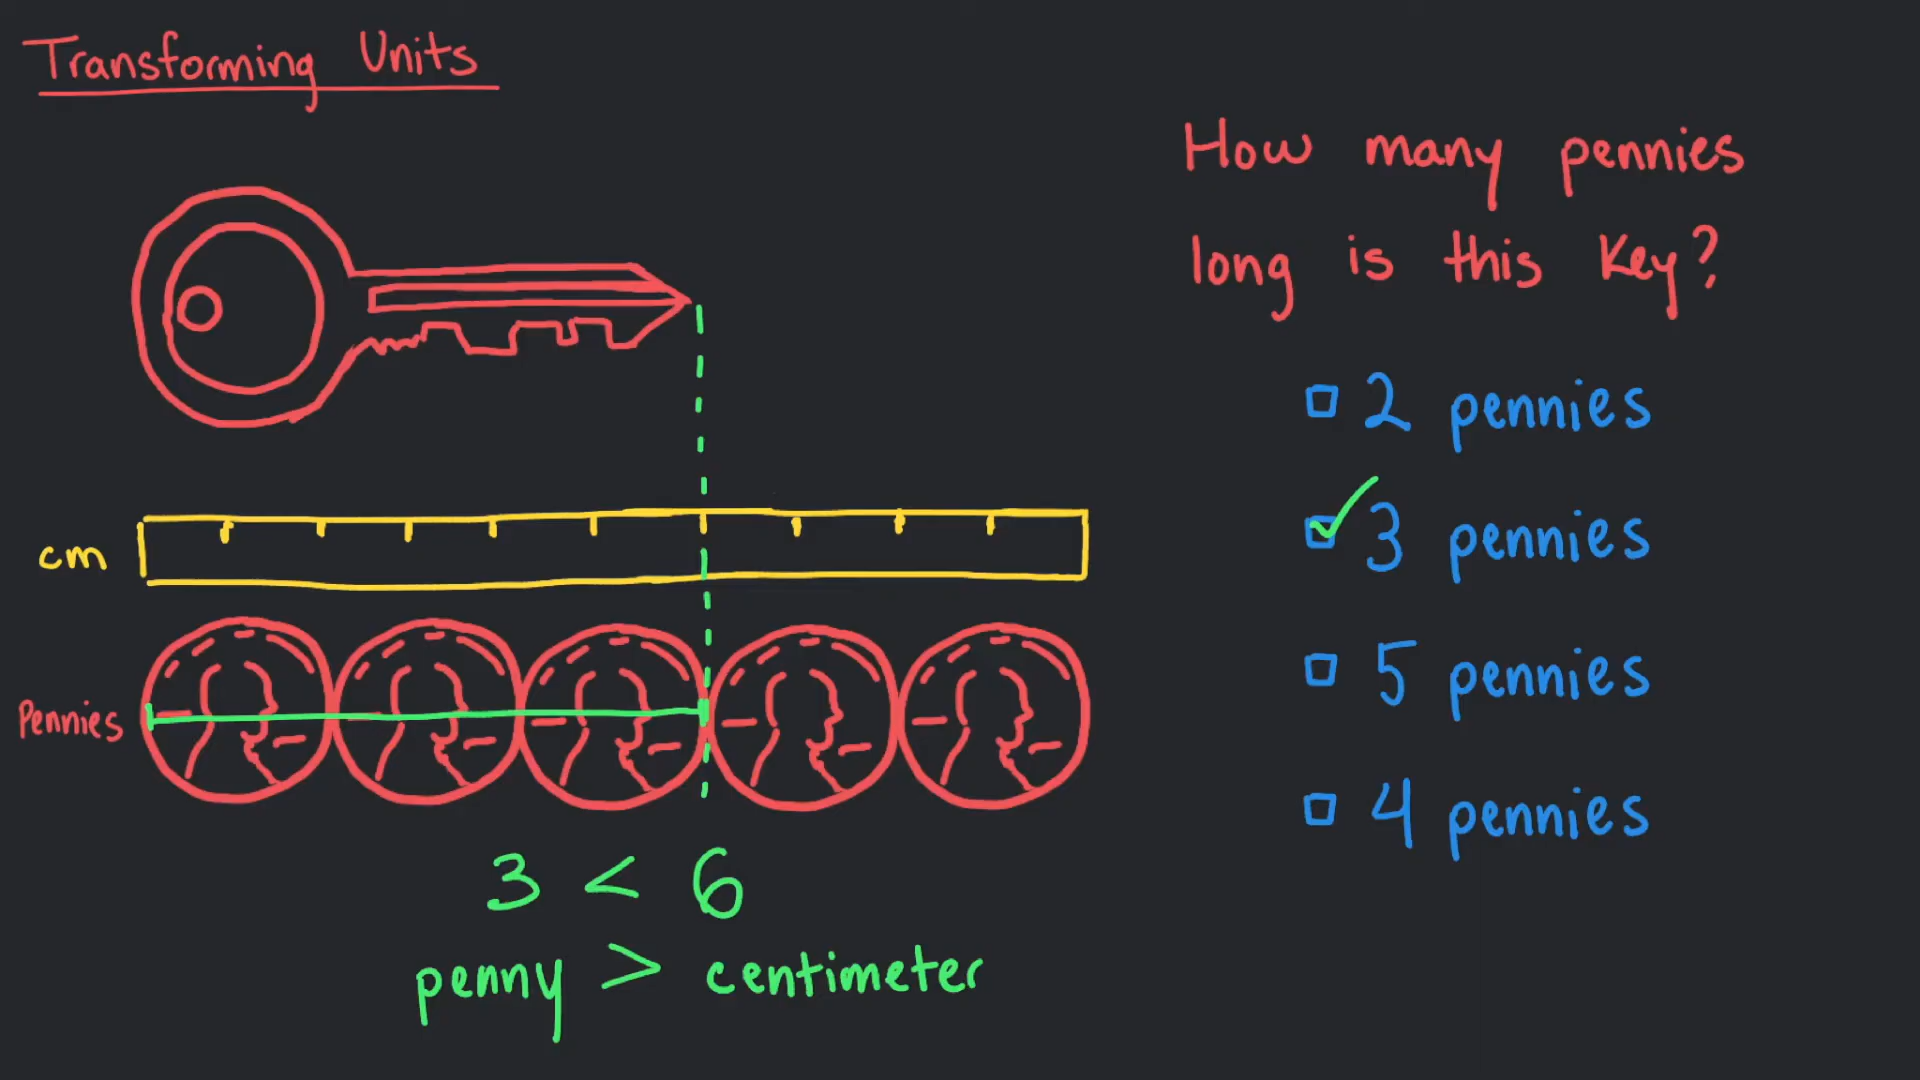 Transforming Units
How many pennies
long is this key?
2 pennies
3 pennies
5 pennies
4 pennies
cm
Pennies
3 < 6
penny > centimeter